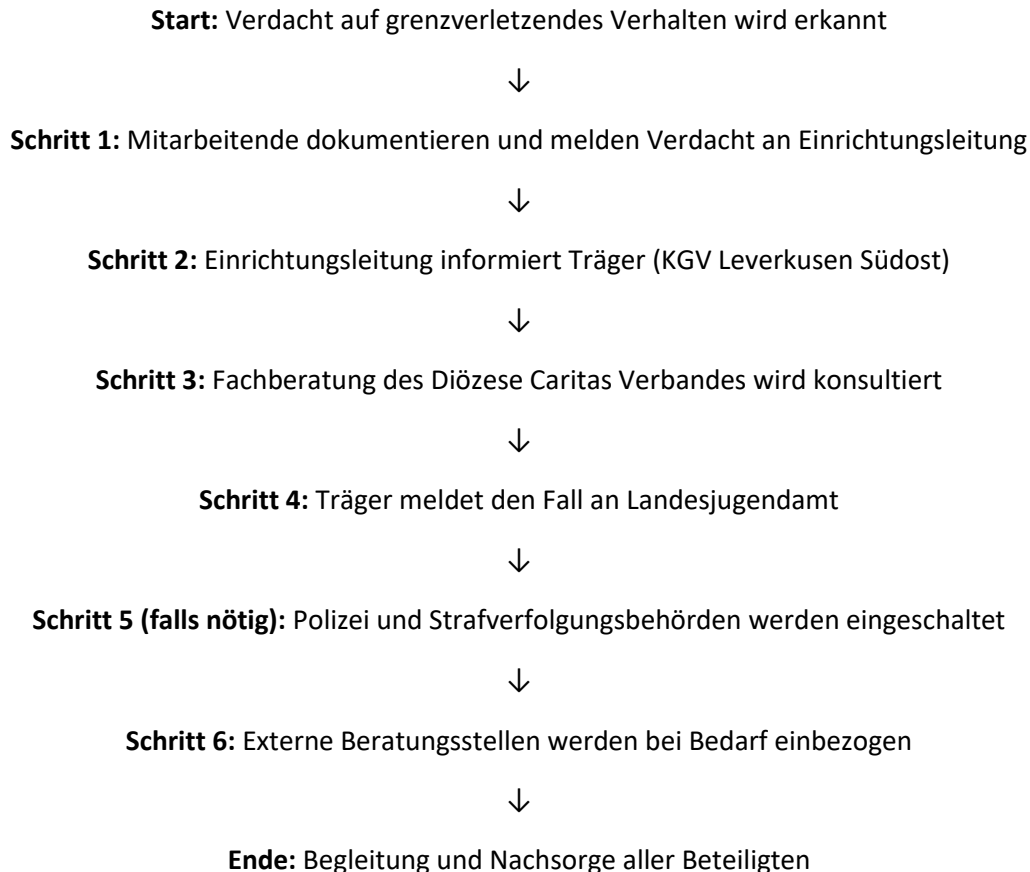 Start: Verdacht auf grenzverletzendes Verhalten wird erkannt
↓
Schritt 1: Mitarbeitende dokumentieren und melden Verdacht an Einrichtungsleitung
↓
Schritt 2: Einrichtungsleitung informiert Träger (KGV Leverkusen Südost)
↓
Schritt 3: Fachberatung des Diözese Caritas Verbandes wird konsultiert
↓
Schritt 4: Träger meldet den Fall an Landesjugendamt
↓
Schritt 5 (falls nötig): Polizei und Strafverfolgungsbehörden werden eingeschaltet
↓
Schritt 6: Externe Beratungsstellen werden bei Bedarf einbezogen
↓
Ende: Begleitung und Nachsorge aller Beteiligten